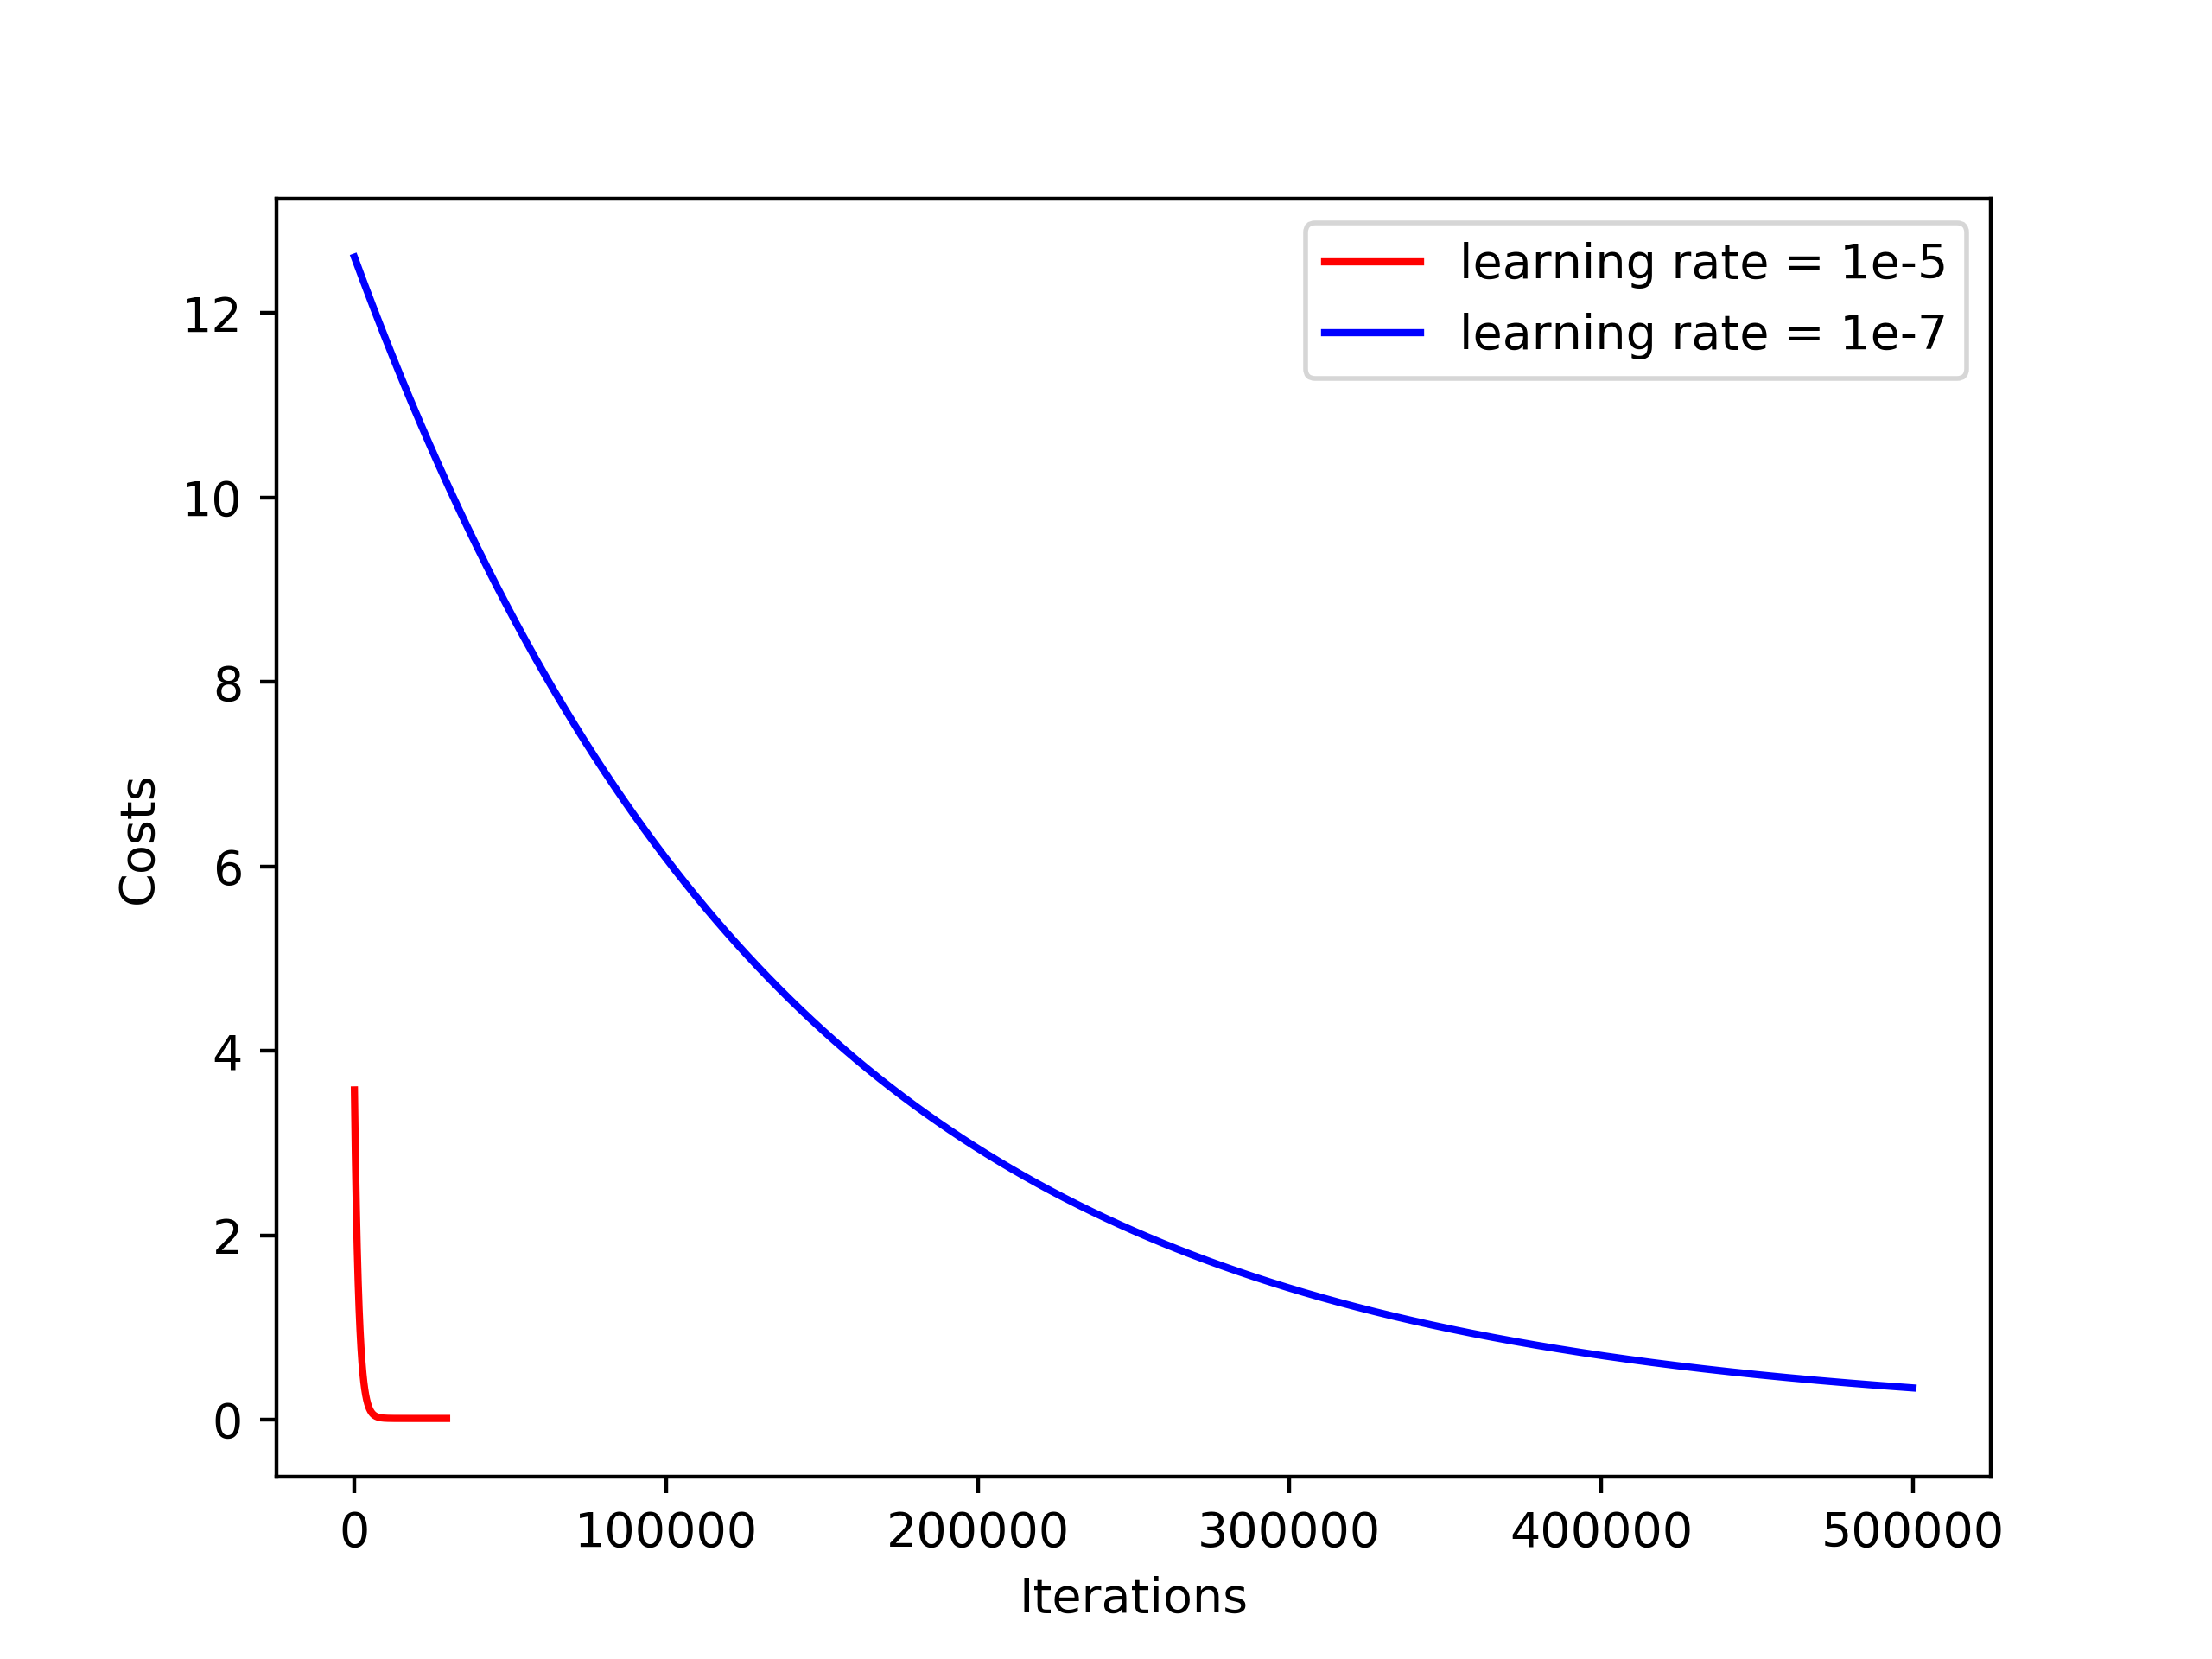 learning rate = 1e-5
learning rate = 1e-7
12
10
8
6
4
2
0
Costs
0 100000 200000 300000 400000 500000
Iterations